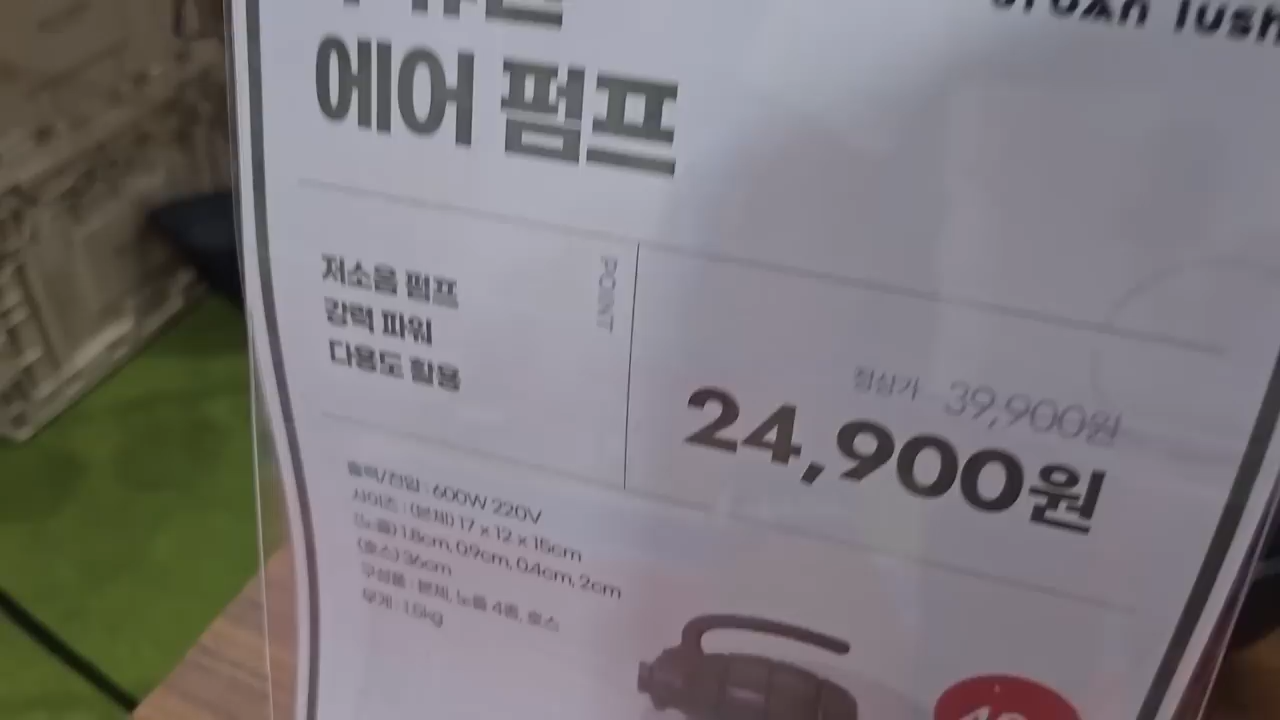 에어 펌프
저소음 펌프
강력 파워
다용도 활용
POINT
정상가 39,900원
24,900원
출력/전압 : 600W 220V
사이즈 : (본체) 17 x 12 x 15cm
(노즐) 1.8cm, 0.9cm, 0.4cm, 2cm
(호스) 36cm
구성품 : 본체, 노즐 4종, 호스
무게 : 1.5kg